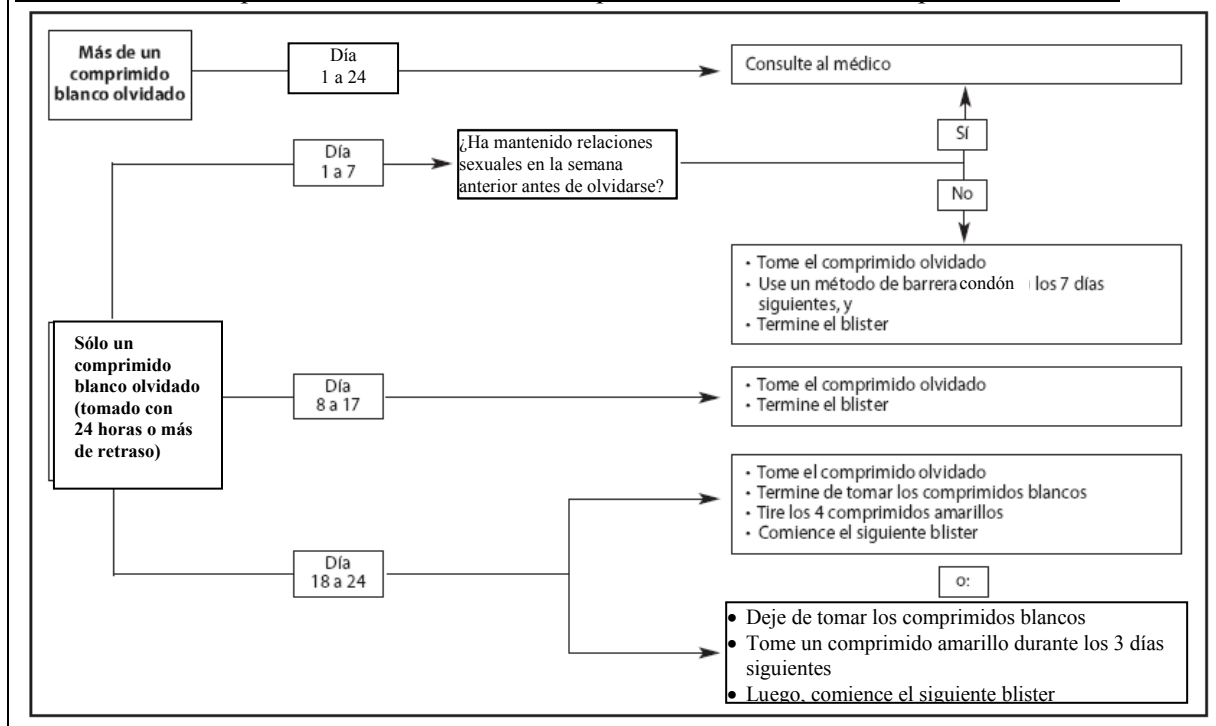 Más de un
comprimido
blanco olvidado
Día
1 a 24
Consulte al médico
Sí
Día
1 a 7
¿Ha mantenido relaciones
sexuales en la semana
anterior antes de olvidarse?
No
• Tome el comprimido olvidado
• Use un método de barrera condón los 7 días
siguientes, y
• Termine el blister
Sólo un
comprimido
blanco olvidado
(tomado con
24 horas o más
de retraso)
Día
8 a 17
• Tome el comprimido olvidado
• Termine el blister
• Tome el comprimido olvidado
• Termine de tomar los comprimidos blancos
• Tire los 4 comprimidos amarillos
• Comience el siguiente blister
Día
18 a 24
o:
• Deje de tomar los comprimidos blancos
• Tome un comprimido amarillo durante los 3 días
siguientes
• Luego, comience el siguiente blister